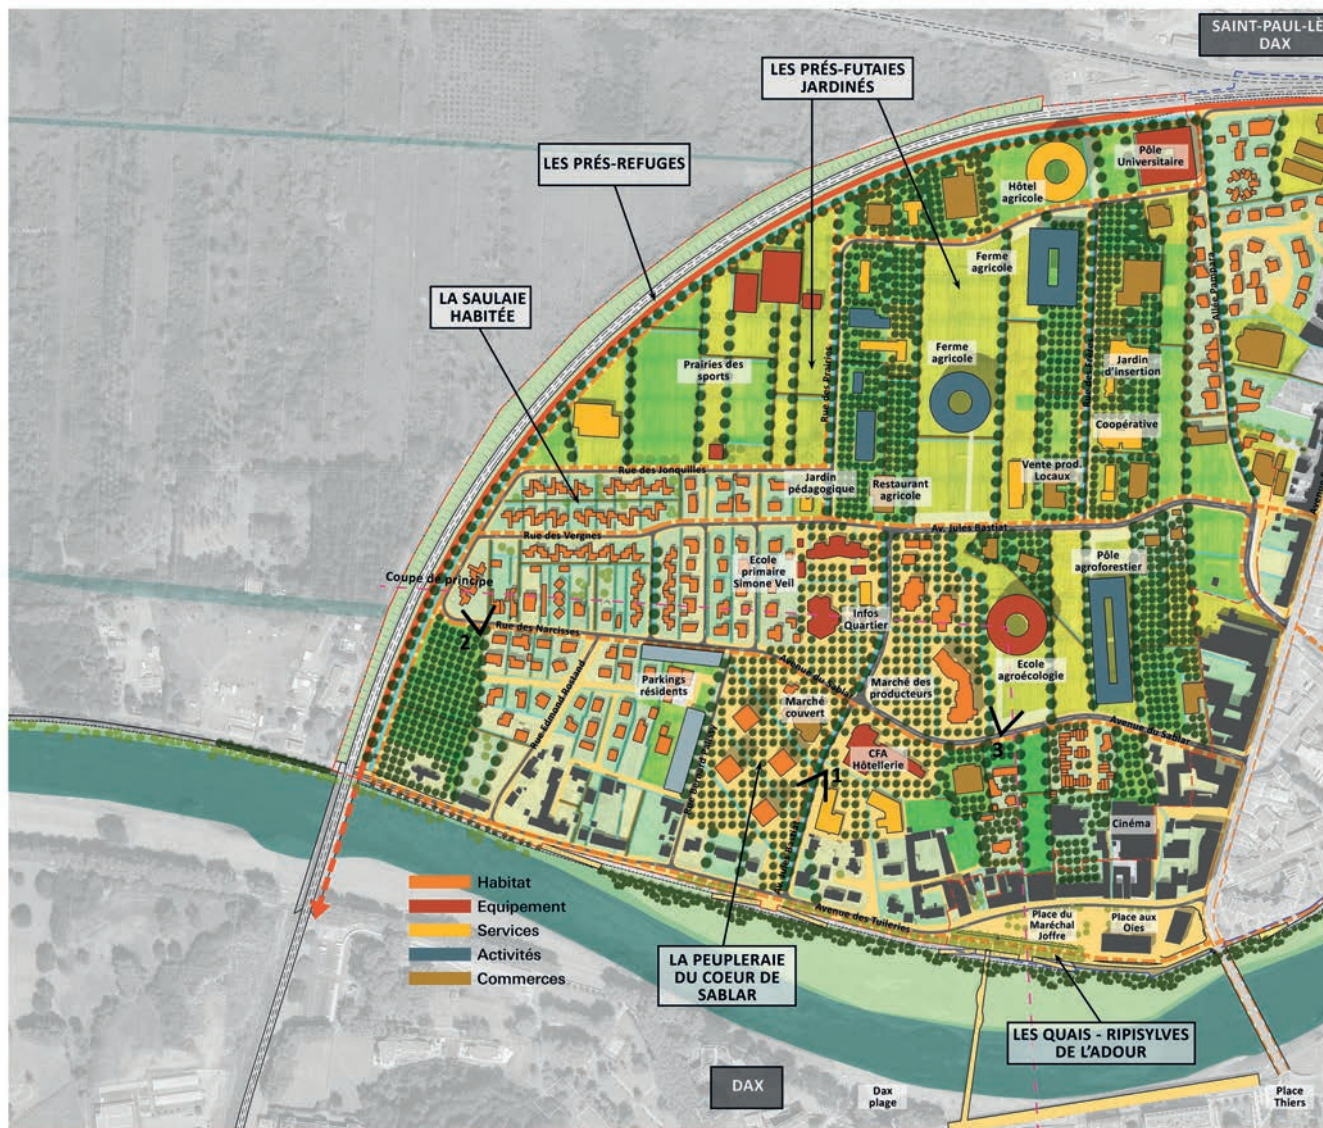 SAINT-PAUL-LÈ
DAX
LES PRÉS-FUTAIES
JARDINÉS
LES PRÉS-REFUGES
Pôle
Universitaire
Hôtel
agricole
Ferme
agricole
Allée Pampara
LA SAULAIE
HABITÉE
Prairies des
sports
Rue des Prairies
Ferme
agricole
Jardin
d'insertion
Coopérative
Rue des Jonquilles
Jardin
pédagogique
Restaurant
agricole
Vente prod.
Locaux
Av. Jules Bastiat
Rue des Vergnes
Ecole
primaire
Simone Veil
Pôle
agroforestier
Coupe de principe
Infos
Quartier
Rue des Narcisses
2
Ecole
agroécologie
Rue Edmond Rostand
Parkings
résidents
Avenue du Sablar
Marché des
producteurs
Marché
couvert
Avenue du Sablar
3
CFA
Hôtellerie
1
Av. Jules Bastiat
Cinéma
Habitat
Equipement
Services
Activités
Commerces
Avenue des Tuileries
Place du
Maréchal
Joffre
Place aux
Oies
LA PEUPLERAIE
DU COEUR DE
SABLAR
LES QUAIS - RIPISYLVES
DE L'ADOUR
DAX
Dax
plage
Place
Thiers